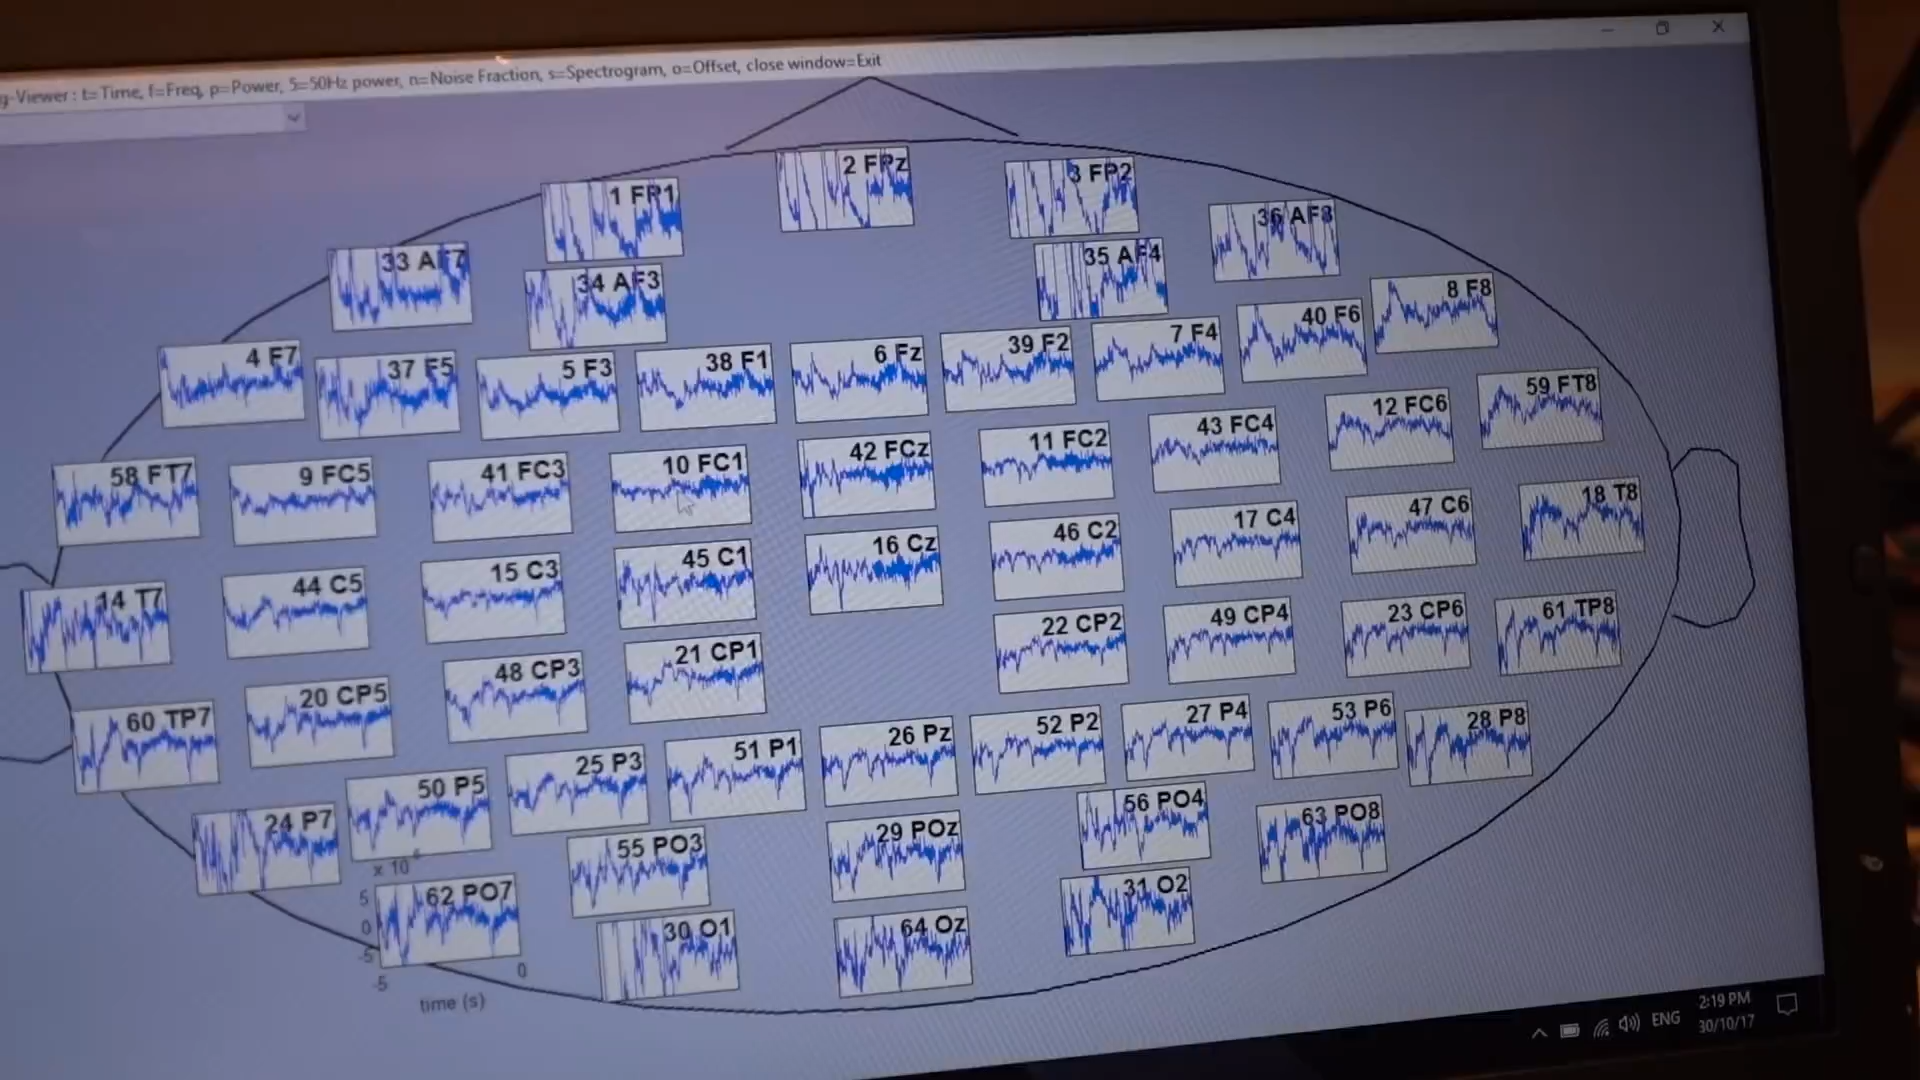 g-Viewer : t=Time, f=Freq, p=Power, 5=50Hz power, n=Noise Fraction, s=Spectrogram, o=Offset, close window=Exit
2 FPz
3 FP2
1 FP1
36 AF8
33 AF7
34 AF3
35 AF4
8 F8
4 F7
37 F5
5 F3
38 F1
6 Fz
39 F2
7 F4
40 F6
59 FT8
58 FT7
9 FC5
41 FC3
10 FC1
42 FCz
11 FC2
43 FC4
12 FC6
14 T7
44 C5
15 C3
45 C1
16 Cz
46 C2
17 C4
47 C6
18 T8
60 TP7
20 CP5
48 CP3
21 CP1
22 CP2
49 CP4
23 CP6
61 TP8
24 P7
50 P5
25 P3
51 P1
26 Pz
52 P2
27 P4
53 P6
28 P8
62 PO7
55 PO3
29 POz
56 PO4
63 PO8
30 O1
64 Oz
31 O2
x 10
5
0
-5
-5
0
time (s)
ENG
2:19 PM
30/10/17